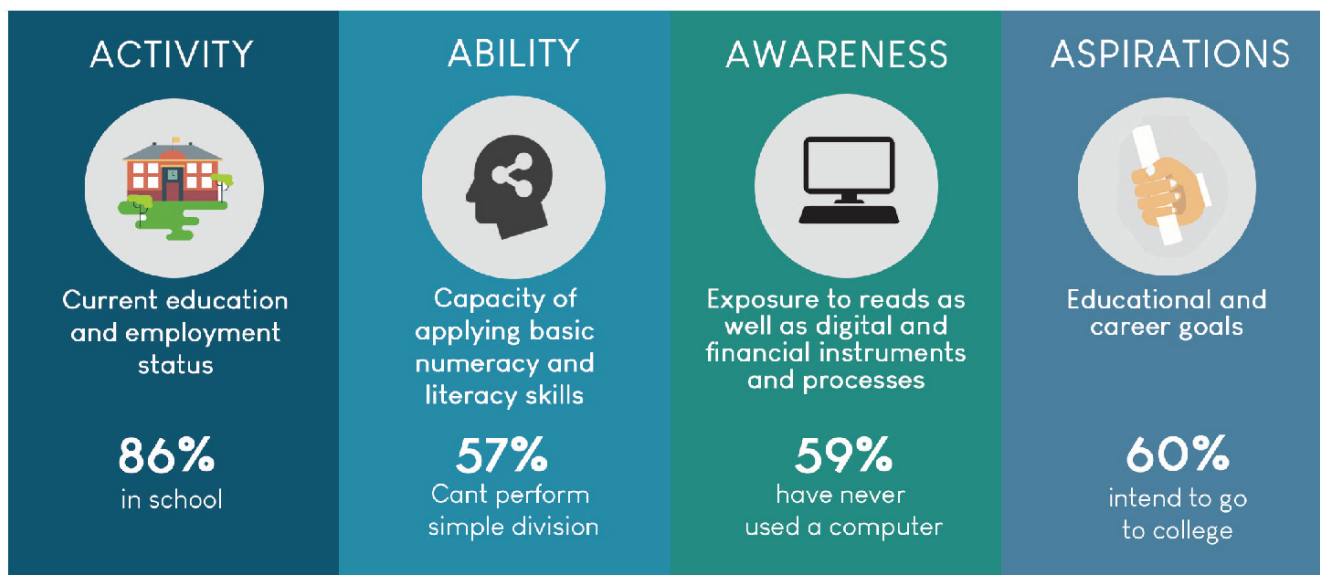 ACTIVITY
Current education
and employment
status
86%
in school
ABILITY
Capacity of
applying basic
numeracy and
literacy skills
57%
Cant perform
simple division
AWARENESS
Exposure to reads as
well as digital and
financial instruments
and processes
59%
have never
used a computer
ASPIRATIONS
Educational and
career goals
60%
intend to go
to college